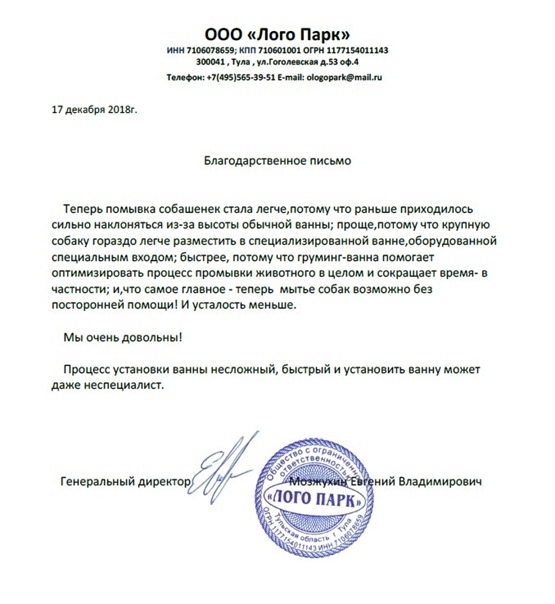 ООО «Лого Парк»
ИНН 7106078659; КПП 710601001 ОГРН 1177154011143
300041 , Тула , ул.Гоголевская д.53 оф.4
Телефон: +7(495)565-39-51 E-mail: ologopark@mail.ru
17 декабря 2018г.
Благодарственное письмо
Теперь помывка собашенек стала легче,потому что раньше приходилось
сильно наклоняться из-за высоты обычной ванны; проще,потому что крупную
собаку гораздо легче разместить в специализированной ванне,оборудованной
специальным входом; быстрее, потому что груминг-ванна помогает
оптимизировать процесс промывки животного в целом и сокращает время- в
частности; и,что самое главное - теперь мытье собак возможно без
посторонней помощи! И усталость меньше.
Мы очень довольны!
Процесс установки ванны несложный, быстрый и установить ванну может
даже неспециалист.
Генеральный директор
Мозжухин Евгений Владимирович
Общество с ограниченной
ответственностью
«ЛОГО ПАРК»
Тульская область г. Тула
ОГРН 1177154011143 ИНН 7106078659